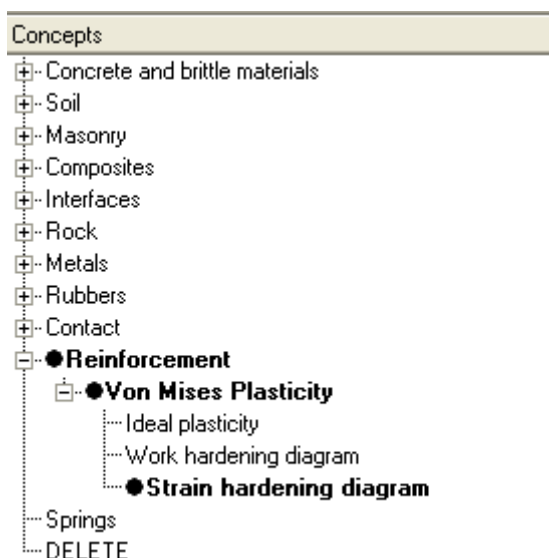 Concepts
Concrete and brittle materials
Soil
Masonry
Composites
Interfaces
Rock
Metals
Rubbers
Contact
Reinforcement
Von Mises Plasticity
Ideal plasticity
Work hardening diagram
Strain hardening diagram
Springs
DELETE